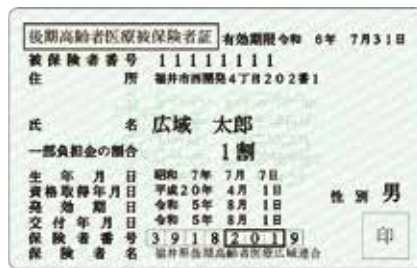 後期高齢者医療被保険者証 有効期限令和 6年 7月31日
被保険者番号 11111111
住所 福井市西開発4丁目202番1
氏名 広域 太郎
一部負担金の割合 1割
生年月日 昭和 7年 7月 7日
資格取得年月日 平成20年 4月 1日
発効期日 令和 5年 8月 1日
性別 男
交付年月日 令和 5年 8月 1日
保険者番号 39182019
印
保険者名 福井県後期高齢者医療広域連合